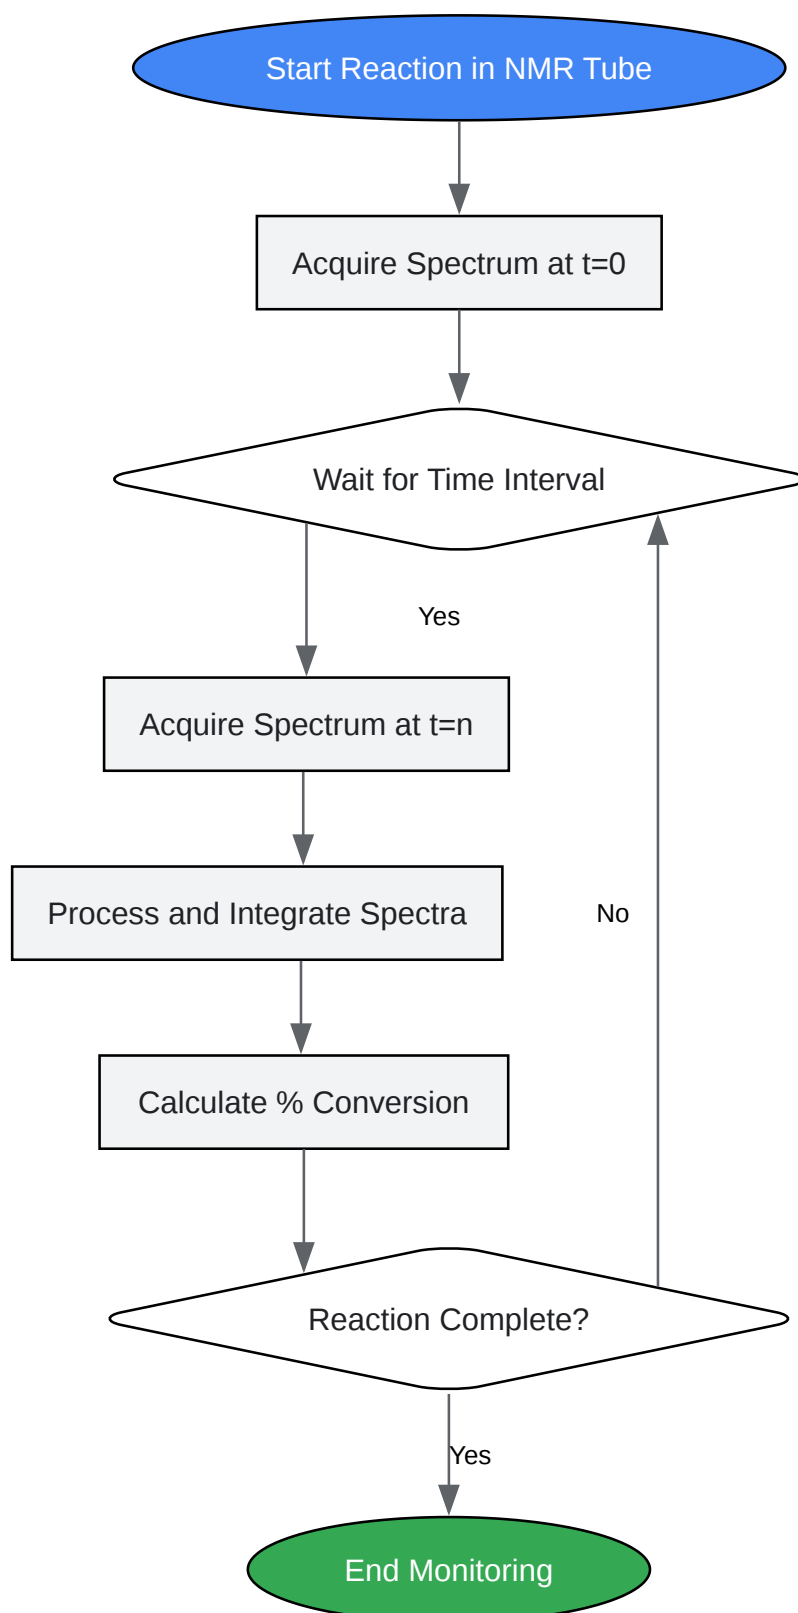 Start Reaction in NMR Tube
Acquire Spectrum at t=0
Wait for Time Interval
Yes
Acquire Spectrum at t=n
Process and Integrate Spectra
No
Calculate % Conversion
Reaction Complete?
Yes
End Monitoring